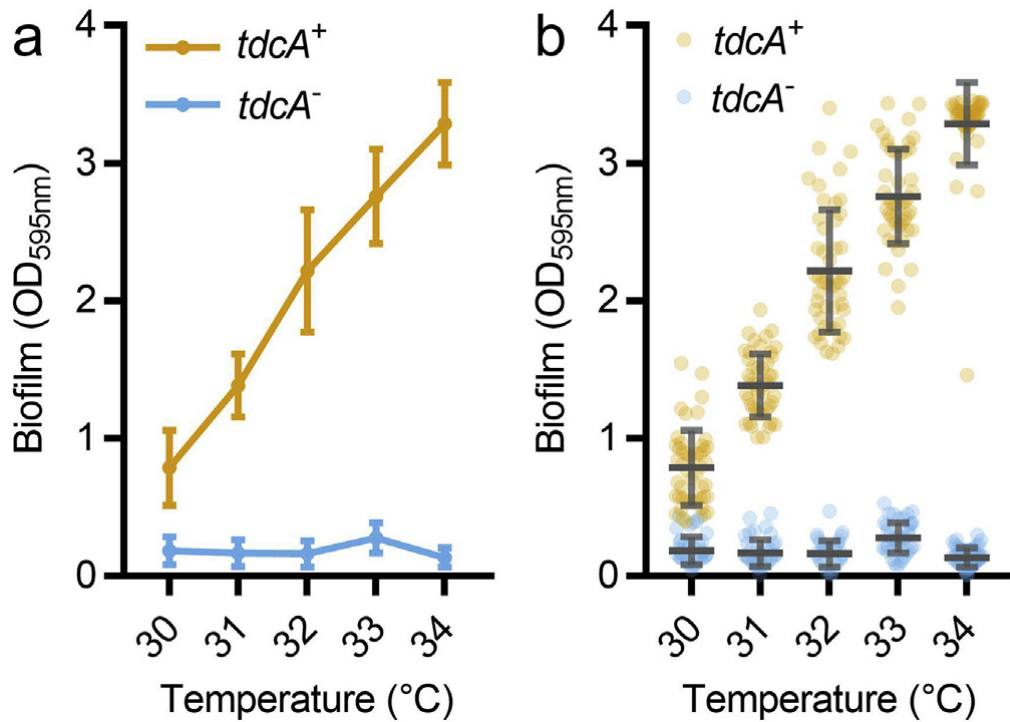 a
tdcA+
tdcA-
Biofilm (OD595nm)
4
3
2
1
0
30
31
32
33
34
Temperature (°C)
b
tdcA+
tdcA-
Biofilm (OD595nm)
4
3
2
1
0
30
31
32
33
34
Temperature (°C)